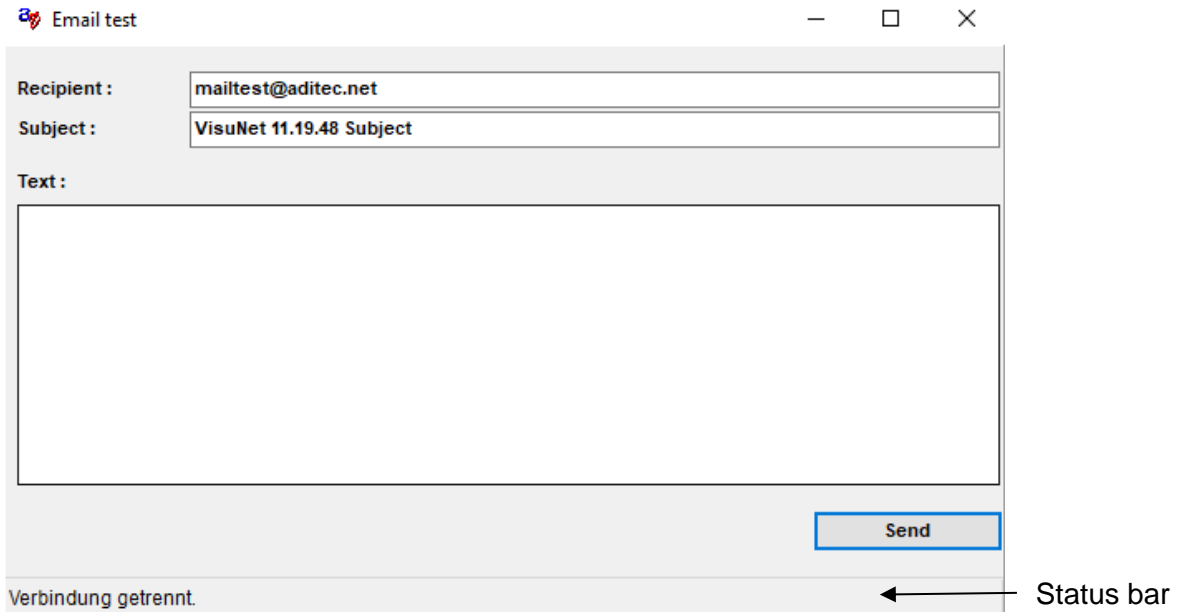 Email test
Recipient :
mailtest@aditec.net
Subject :
VisuNet 11.19.48 Subject
Text :
Send
Verbindung getrennt.
Status bar